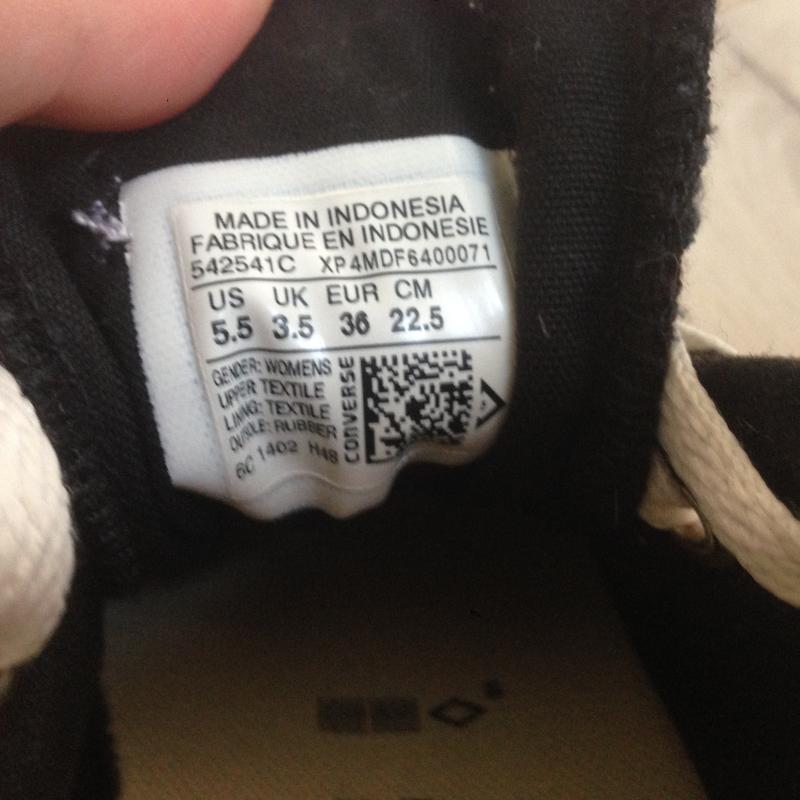 MADE IN INDONESIA
FABRIQUE EN INDONESIE
542541C XP4MDF6400071
US UK EUR CM
5.5 3.5 36 22.5
GENDER: WOMENS
UPPER TEXTILE
LINING: TEXTILE
OUTSOLE: RUBBER
6C 1402 H48
CONVERSE